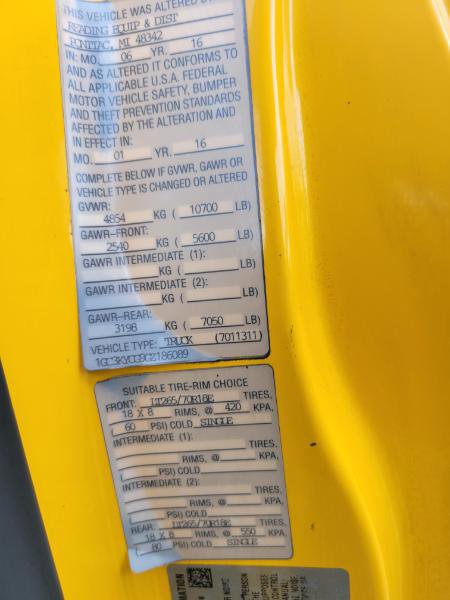 THIS VEHICLE WAS ALTERED BY
READING EQUIP & DIST
PONTIAC, MI 48342
IN: MO. 06 YR. 16
AND AS ALTERED IT CONFORMS TO
ALL APPLICABLE U.S.A. FEDERAL
MOTOR VEHICLE SAFETY, BUMPER
AND THEFT PREVENTION STANDARDS
AFFECTED BY THE ALTERATION AND
IN EFFECT IN:
MO. 01 YR. 16
COMPLETE BELOW IF GVWR, GAWR OR
VEHICLE TYPE IS CHANGED OR ALTERED
GVWR:
4854 KG ( 10700 LB)
GAWR-FRONT:
2540 KG ( 5600 LB)
GAWR INTERMEDIATE (1):
KG ( LB)
GAWR INTERMEDIATE (2):
KG ( LB)
GAWR-REAR:
3198 KG ( 7050 LB)
VEHICLE TYPE: TRUCK (7011311)
SUITABLE TIRE-RIM CHOICE
FRONT: LT265/70R18E TIRES,
18 X 8 RIMS, @ 420 KPA,
( 60 PSI) COLD SINGLE
INTERMEDIATE (1):
TIRES,
RIMS, @ KPA,
( PSI) COLD
INTERMEDIATE (2):
TIRES,
RIMS, @ KPA,
( PSI) COLD
REAR: LT265/70R18E TIRES,
18 X 8 RIMS, @ 550 KPA,
( 80 PSI) COLD SINGLE